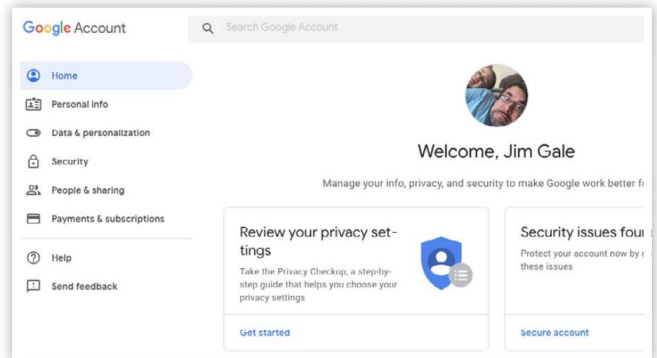 Google Account
Search Google Account
Home
Personal info
Data & personalization
Security
People & sharing
Payments & subscriptions
Help
Send feedback
Welcome, Jim Gale
Manage your info, privacy, and security to make Google work better
Review your privacy set-
tings
Take the Privacy Checkup, a step-by-
step guide that helps you choose your
privacy settings
Get started
Security issues
Protect your account now by
these issues
Secure account